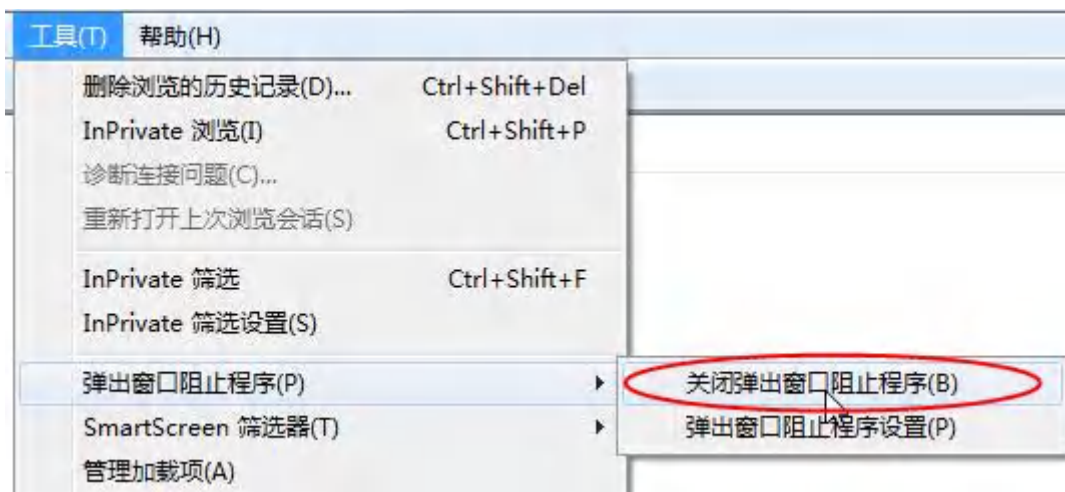 工具(T) 帮助(H)
删除浏览的历史记录(D)... Ctrl+Shift+Del
InPrivate 浏览(I) Ctrl+Shift+P
诊断连接问题(C)...
重新打开上次浏览会话(S)
InPrivate 筛选 Ctrl+Shift+F
InPrivate 筛选设置(S)
弹出窗口阻止程序(P) 关闭弹出窗口阻止程序(B)
SmartScreen 筛选器(T) 弹出窗口阻止程序设置(P)
管理加载项(A)